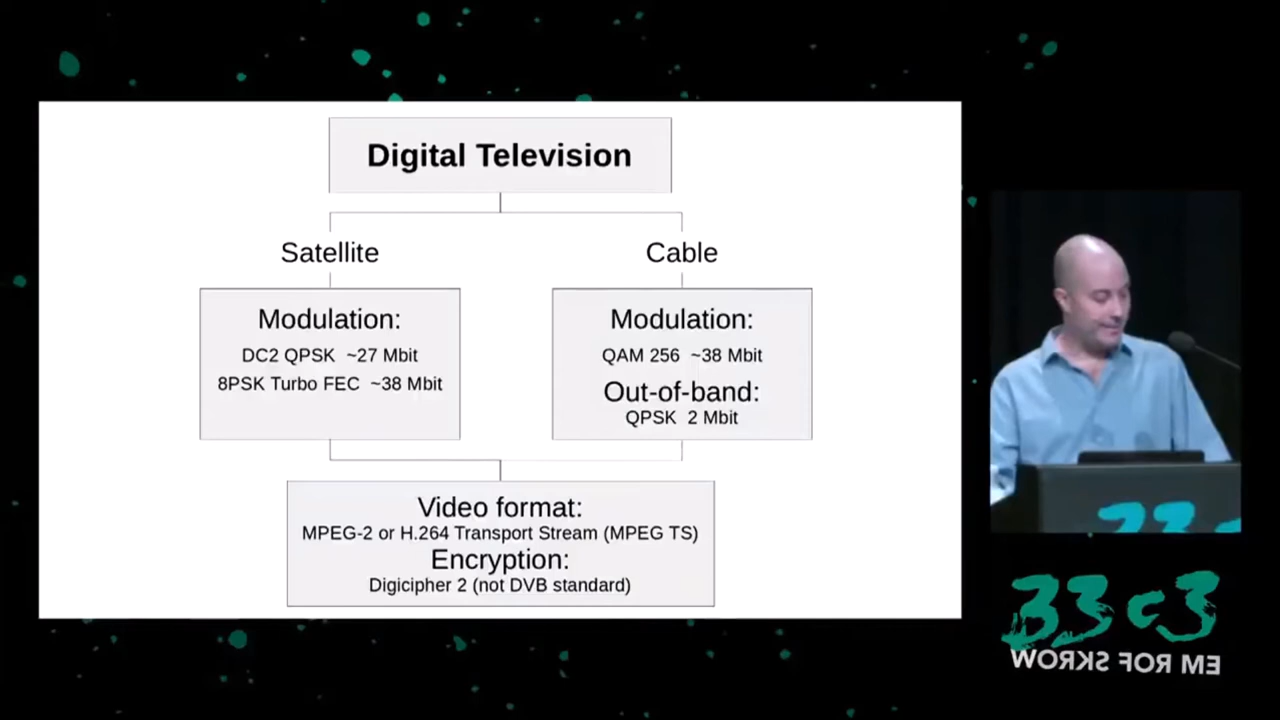 Digital Television
Satellite
Cable
Modulation:
DC2 QPSK ~27 Mbit
8PSK Turbo FEC ~38 Mbit
Modulation:
QAM 256 ~38 Mbit
Out-of-band:
QPSK 2 Mbit
Video format:
MPEG-2 or H.264 Transport Stream (MPEG TS)
Encryption:
Digicipher 2 (not DVB standard)
33c3
33c3
WORKS FOR ME